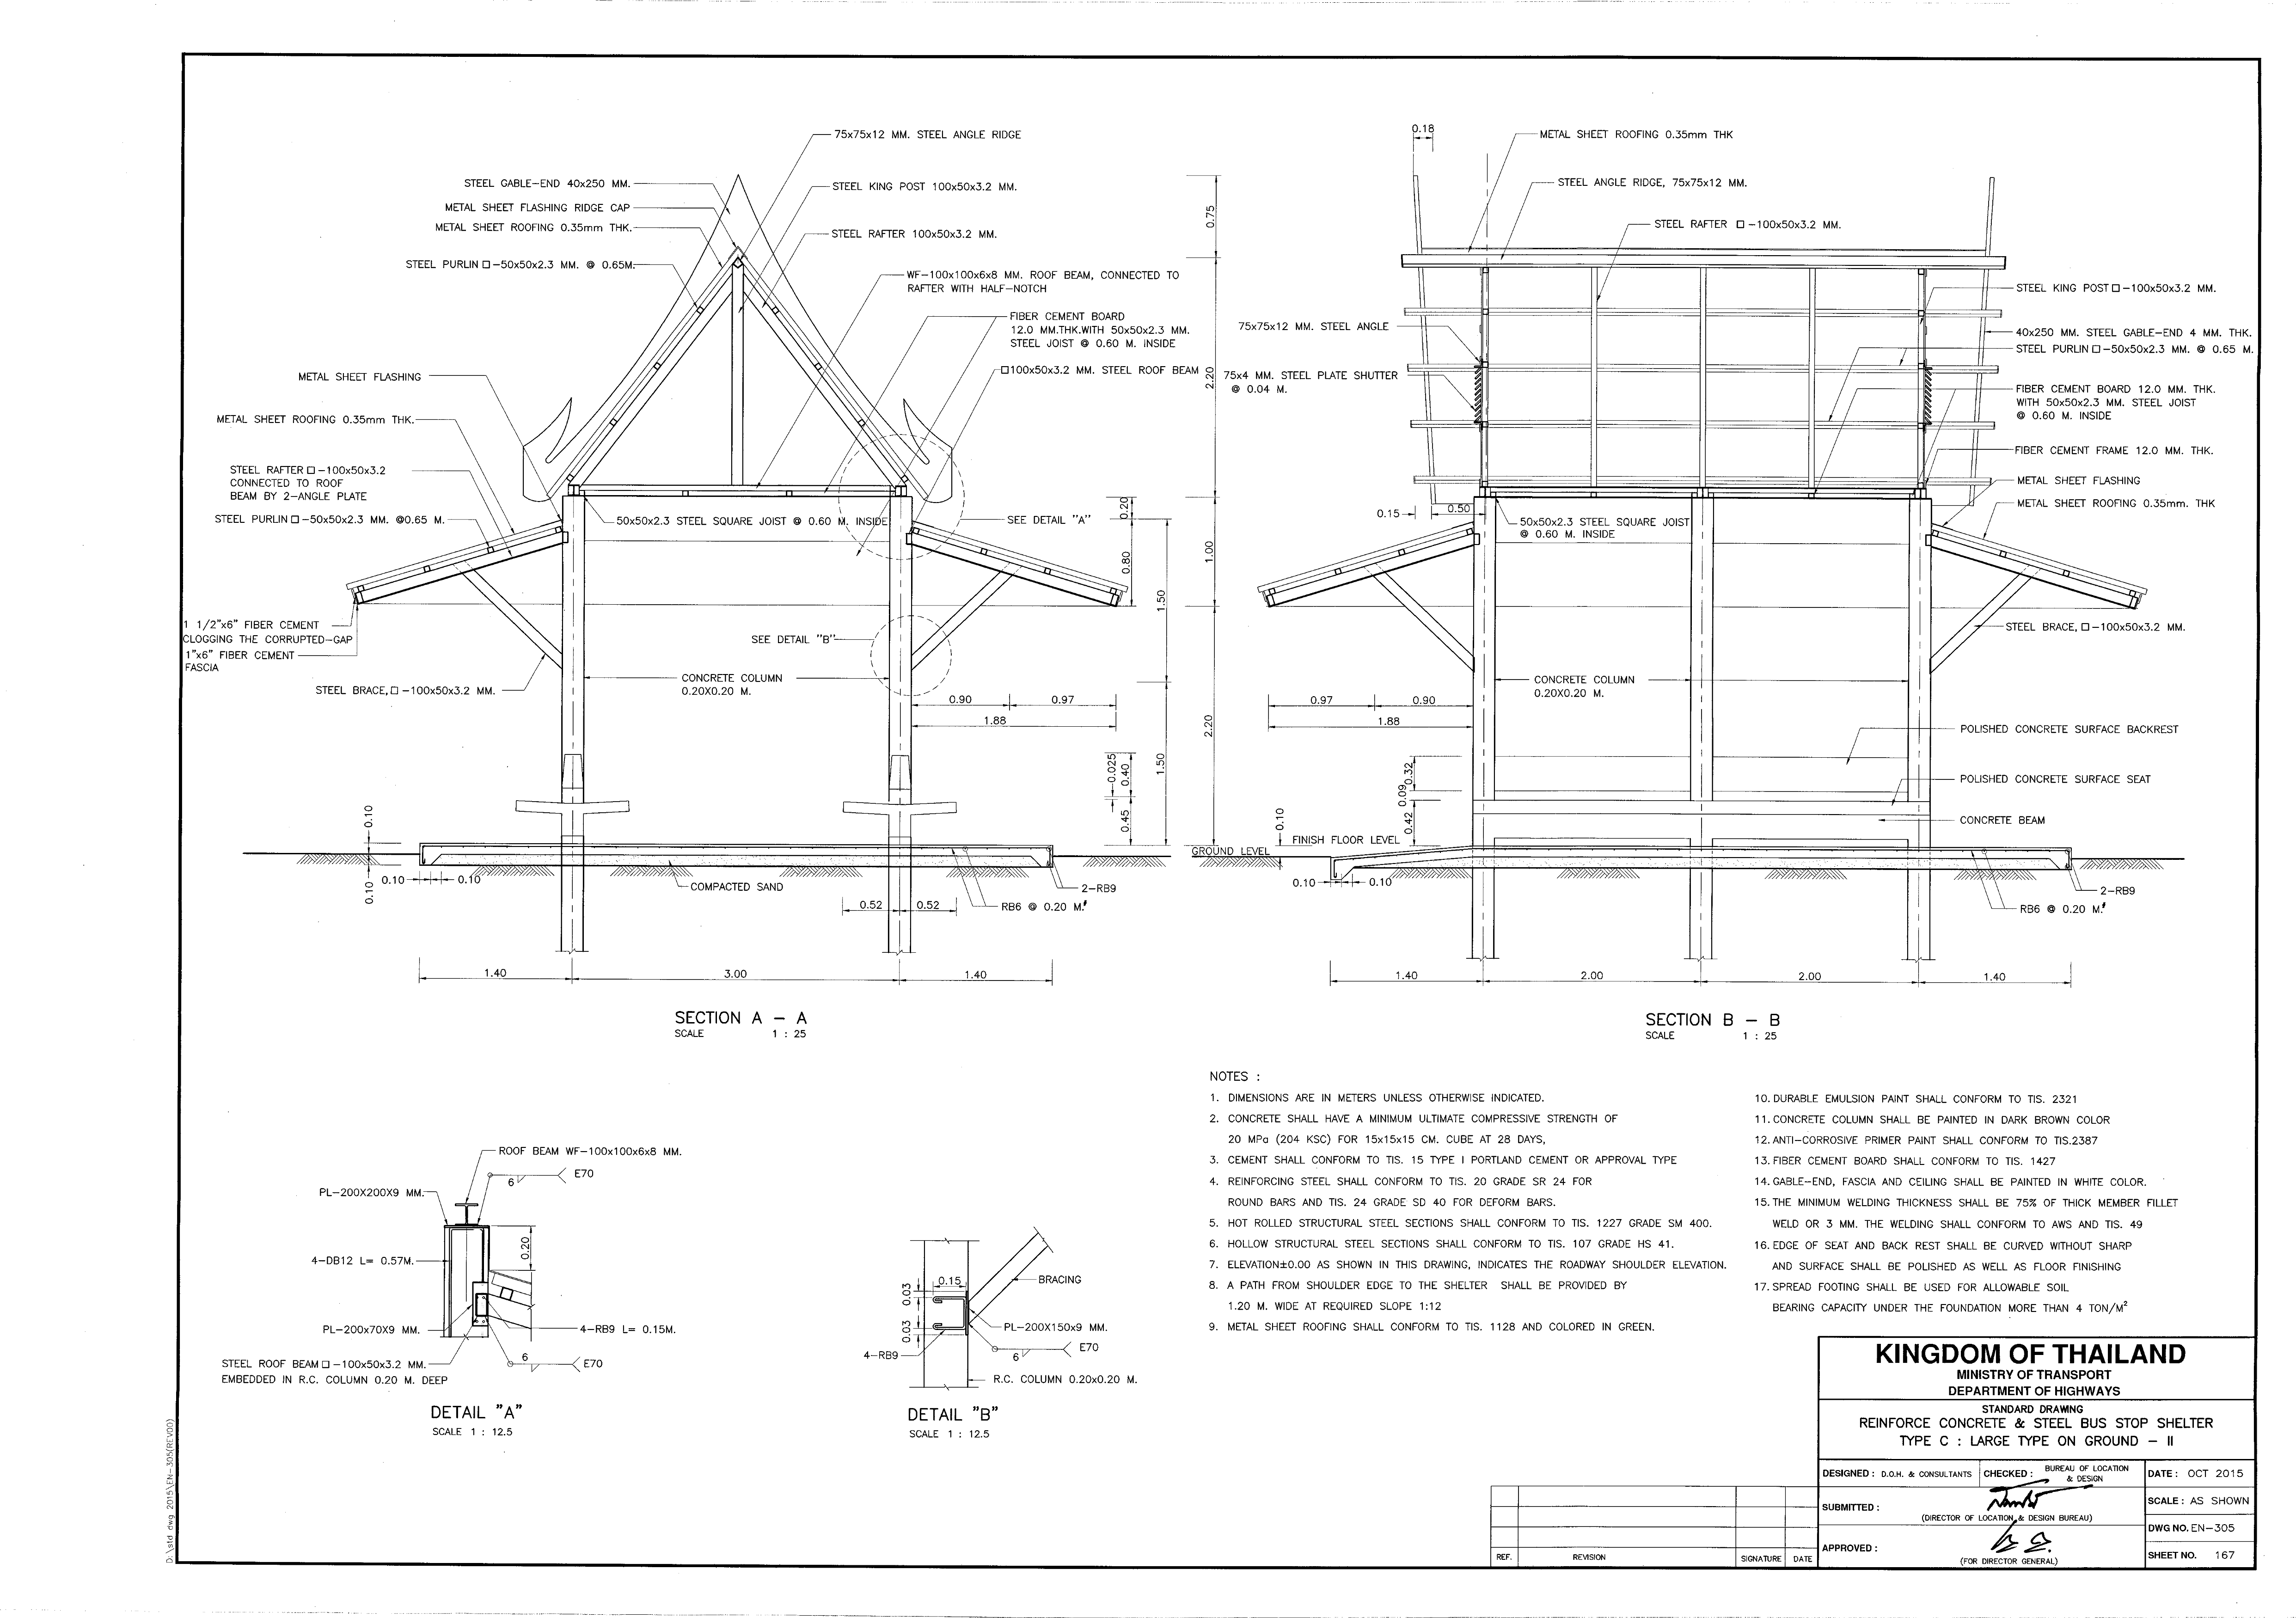 75x75x12 MM. STEEL ANGLE RIDGE
STEEL GABLE-END 40x250 MM.
STEEL KING POST 100x50x3.2 MM.
METAL SHEET FLASHING RIDGE CAP
METAL SHEET ROOFING 0.35mm THK.
STEEL RAFTER 100x50x3.2 MM.
STEEL PURLIN □-50x50x2.3 MM. @ 0.65M.
WF-100x100x6x8 MM. ROOF BEAM, CONNECTED TO
RAFTER WITH HALF-NOTCH
FIBER CEMENT BOARD
12.0 MM.THK.WITH 50x50x2.3 MM.
STEEL JOIST @ 0.60 M. INSIDE
□100x50x3.2 MM. STEEL ROOF BEAM
METAL SHEET FLASHING
METAL SHEET ROOFING 0.35mm THK.
STEEL RAFTER □-100x50x3.2
CONNECTED TO ROOF
BEAM BY 2-ANGLE PLATE
STEEL PURLIN □-50x50x2.3 MM. @0.65 M.
50x50x2.3 STEEL SQUARE JOIST @ 0.60 M. INSIDE
SEE DETAIL "A"
1 1/2"x6" FIBER CEMENT
CLOGGING THE CORRUPTED-GAP
1"x6" FIBER CEMENT
FASCIA
SEE DETAIL "B"
STEEL BRACE,□-100x50x3.2 MM.
CONCRETE COLUMN
0.20X0.20 M.
0.90
0.97
1.88
0.75
2.20
0.20
0.80
1.00
1.50
2.20
1.50
0.025
0.40
0.45
0.10
0.10
0.10
0.10
COMPACTED SAND
0.52
0.52
2-RB9
RB6 @ 0.20 M.#
1.40
3.00
1.40
SECTION A - A
SCALE 1 : 25
0.18
METAL SHEET ROOFING 0.35mm THK
STEEL ANGLE RIDGE, 75x75x12 MM.
STEEL RAFTER □-100x50x3.2 MM.
STEEL KING POST □-100x50x3.2 MM.
75x75x12 MM. STEEL ANGLE
40x250 MM. STEEL GABLE-END 4 MM. THK.
STEEL PURLIN □-50x50x2.3 MM. @ 0.65 M.
75x4 MM. STEEL PLATE SHUTTER
@ 0.04 M.
FIBER CEMENT BOARD 12.0 MM. THK.
WITH 50x50x2.3 MM. STEEL JOIST
@ 0.60 M. INSIDE
FIBER CEMENT FRAME 12.0 MM. THK.
METAL SHEET FLASHING
METAL SHEET ROOFING 0.35mm. THK
0.15
0.50
50x50x2.3 STEEL SQUARE JOIST
@ 0.60 M. INSIDE
STEEL BRACE, □-100x50x3.2 MM.
CONCRETE COLUMN
0.20X0.20 M.
0.97
0.90
1.88
POLISHED CONCRETE SURFACE BACKREST
POLISHED CONCRETE SURFACE SEAT
CONCRETE BEAM
0.32
0.09
0.42
0.10
FINISH FLOOR LEVEL
GROUND LEVEL
0.10
0.10
2-RB9
RB6 @ 0.20 M.#
1.40
2.00
2.00
1.40
SECTION B - B
SCALE 1 : 25
ROOF BEAM WF-100x100x6x8 MM.
6
E70
PL-200X200X9 MM.
0.20
4-DB12 L= 0.57M.
PL-200x70X9 MM.
4-RB9 L= 0.15M.
STEEL ROOF BEAM □-100x50x3.2 MM.
EMBEDDED IN R.C. COLUMN 0.20 M. DEEP
6
E70
DETAIL "A"
SCALE 1 : 12.5
0.15
0.03
0.03
BRACING
PL-200X150x9 MM.
4-RB9
6
E70
R.C. COLUMN 0.20x0.20 M.
DETAIL "B"
SCALE 1 : 12.5
NOTES :
1. DIMENSIONS ARE IN METERS UNLESS OTHERWISE INDICATED.
2. CONCRETE SHALL HAVE A MINIMUM ULTIMATE COMPRESSIVE STRENGTH OF
20 MPa (204 KSC) FOR 15x15x15 CM. CUBE AT 28 DAYS,
3. CEMENT SHALL CONFORM TO TIS. 15 TYPE I PORTLAND CEMENT OR APPROVAL TYPE
4. REINFORCING STEEL SHALL CONFORM TO TIS. 20 GRADE SR 24 FOR
ROUND BARS AND TIS. 24 GRADE SD 40 FOR DEFORM BARS.
5. HOT ROLLED STRUCTURAL STEEL SECTIONS SHALL CONFORM TO TIS. 1227 GRADE SM 400.
6. HOLLOW STRUCTURAL STEEL SECTIONS SHALL CONFORM TO TIS. 107 GRADE HS 41.
7. ELEVATION±0.00 AS SHOWN IN THIS DRAWING, INDICATES THE ROADWAY SHOULDER ELEVATION.
8. A PATH FROM SHOULDER EDGE TO THE SHELTER SHALL BE PROVIDED BY
1.20 M. WIDE AT REQUIRED SLOPE 1:12
9. METAL SHEET ROOFING SHALL CONFORM TO TIS. 1128 AND COLORED IN GREEN.
10. DURABLE EMULSION PAINT SHALL CONFORM TO TIS. 2321
11. CONCRETE COLUMN SHALL BE PAINTED IN DARK BROWN COLOR
12. ANTI-CORROSIVE PRIMER PAINT SHALL CONFORM TO TIS.2387
13. FIBER CEMENT BOARD SHALL CONFORM TO TIS. 1427
14. GABLE-END, FASCIA AND CEILING SHALL BE PAINTED IN WHITE COLOR.
15. THE MINIMUM WELDING THICKNESS SHALL BE 75% OF THICK MEMBER FILLET
WELD OR 3 MM. THE WELDING SHALL CONFORM TO AWS AND TIS. 49
16. EDGE OF SEAT AND BACK REST SHALL BE CURVED WITHOUT SHARP
AND SURFACE SHALL BE POLISHED AS WELL AS FLOOR FINISHING
17. SPREAD FOOTING SHALL BE USED FOR ALLOWABLE SOIL
BEARING CAPACITY UNDER THE FOUNDATION MORE THAN 4 TON/M²
KINGDOM OF THAILAND
MINISTRY OF TRANSPORT
DEPARTMENT OF HIGHWAYS
STANDARD DRAWING
REINFORCE CONCRETE & STEEL BUS STOP SHELTER
TYPE C : LARGE TYPE ON GROUND - II
DESIGNED : D.O.H. & CONSULTANTS
CHECKED : BUREAU OF LOCATION
& DESIGN
DATE : OCT 2015
SUBMITTED :
(DIRECTOR OF LOCATION & DESIGN BUREAU)
SCALE : AS SHOWN
DWG NO. EN-305
APPROVED :
(FOR DIRECTOR GENERAL)
SHEET NO. 167
REF.
REVISION
SIGNATURE
DATE
D:\std dwg 2015\EN-305(REV00)